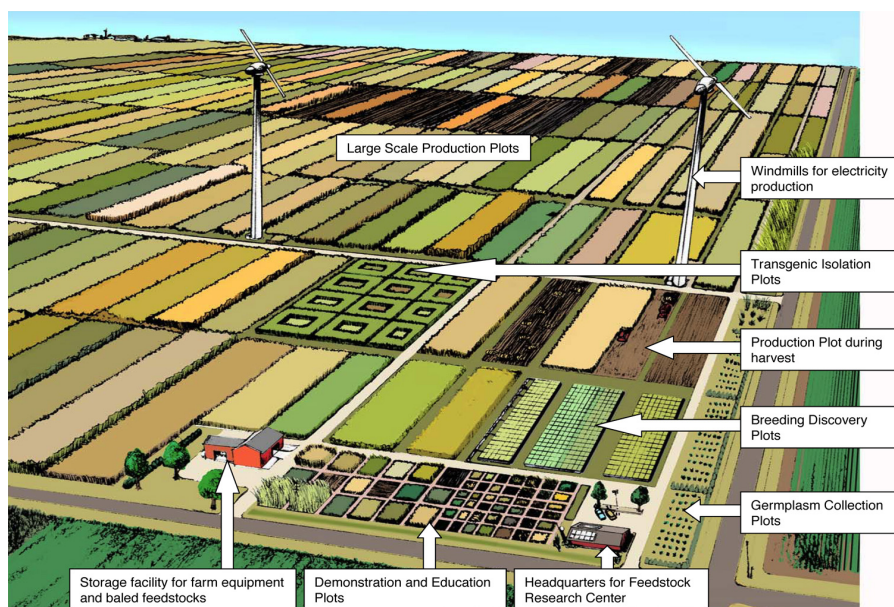 Large Scale Production Plots
Windmills for electricity
production
Transgenic Isolation
Plots
Production Plot during
harvest
Breeding Discovery
Plots
Germplasm Collection
Plots
Storage facility for farm equipment
and baled feedstocks
Demonstration and Education
Plots
Headquarters for Feedstock
Research Center